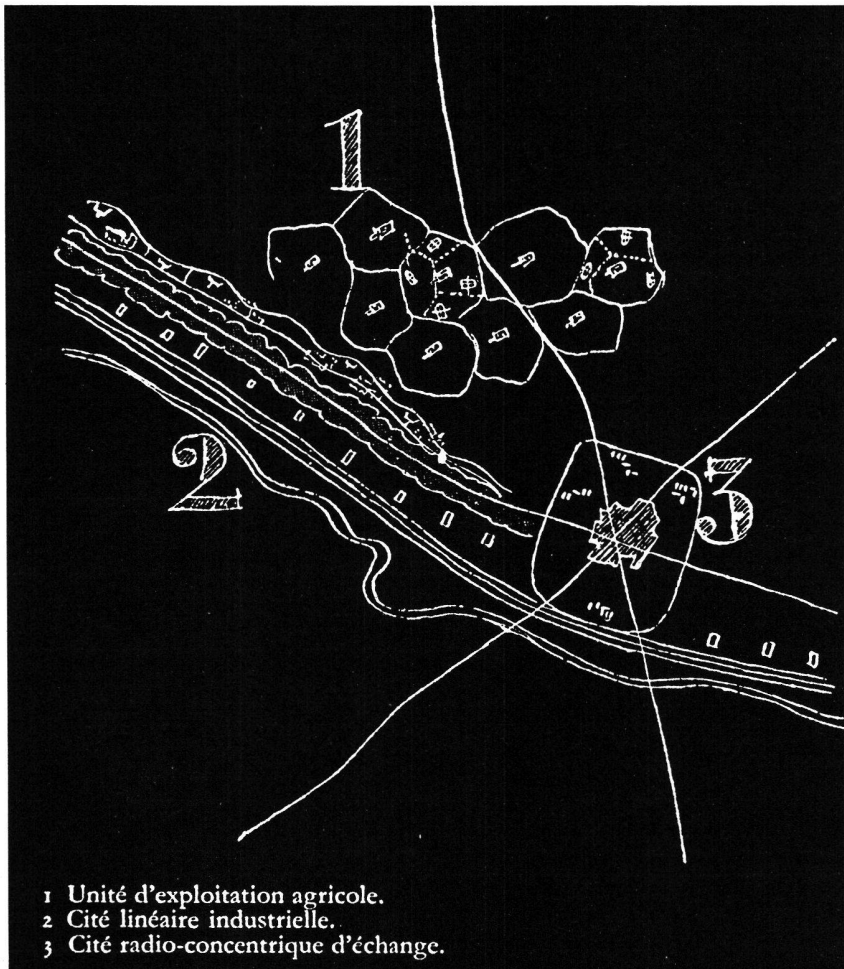 1
2
3
1 Unité d'exploitation agricole.
2 Cité linéaire industrielle.
3 Cité radio-concentrique d'échange.